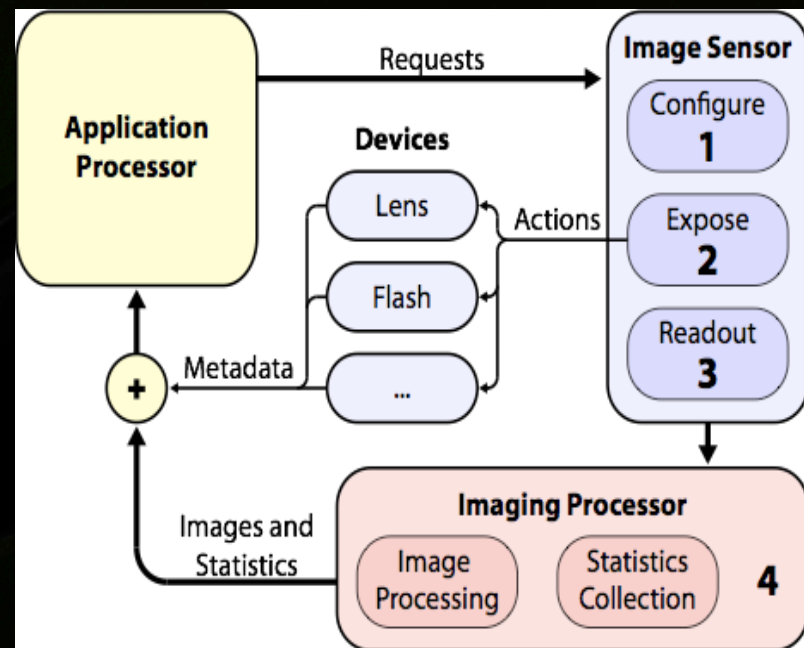 Application
Processor
Requests
Image Sensor
Configure
1
Devices
Lens
Actions
Expose
2
Flash
Readout
3
Metadata
...
+
Images and
Statistics
Imaging Processor
Image
Processing
Statistics
Collection
4